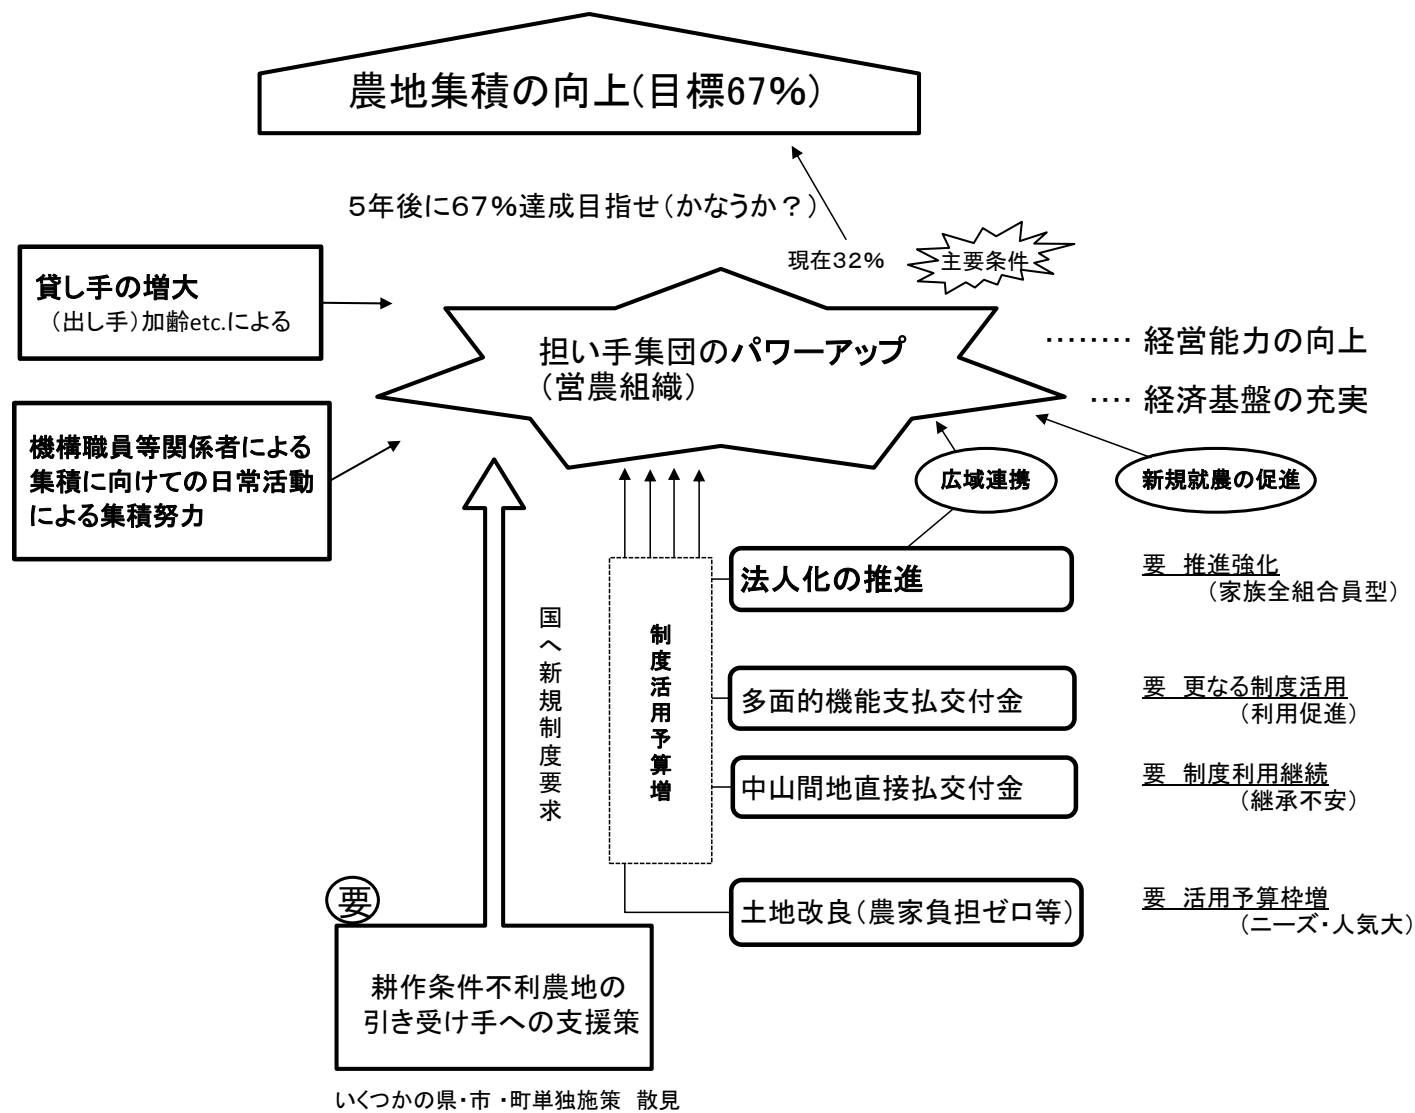 農地集積の向上(目標67%)
5年後に67%達成目指せ(かなうか?)
現在32%
主要条件
貸し手の増大
(出し手)加齢etc.による
担い手集団のパワーアップ
(営農組織)
‥‥‥‥ 経営能力の向上
‥‥ 経済基盤の充実
機構職員等関係者による
集積に向けての日常活動
による集積努力
広域連携
新規就農の促進
法人化の推進
要 推進強化
(家族全組合員型)
国へ新規制度要求
制度活用予算増
多面的機能支払交付金
要 更なる制度活用
(利用促進)
中山間地直接払交付金
要 制度利用継続
(継承不安)
土地改良(農家負担ゼロ等)
要 活用予算枠増
(ニーズ・人気大)
要
耕作条件不利農地の
引き受け手への支援策
いくつかの県・市・町単独施策 散見